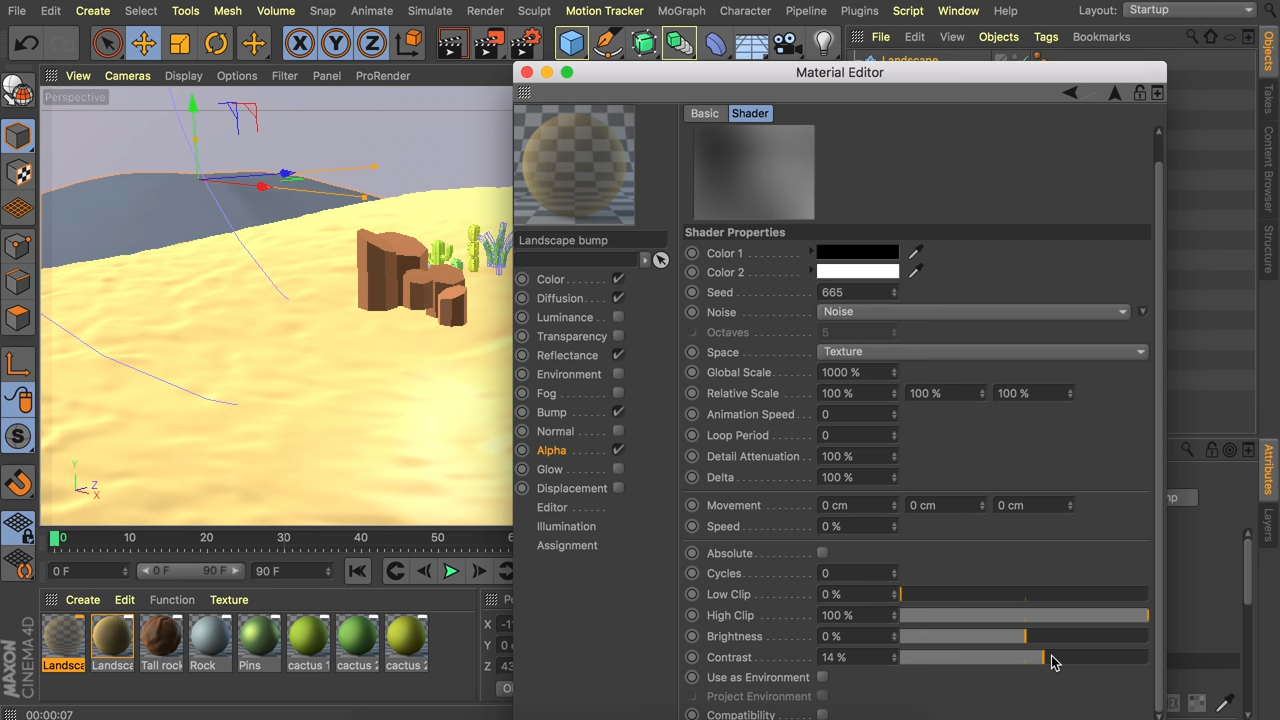 File Edit Create Select Tools Mesh Volume Snap Animate Simulate Render Sculpt Motion Tracker MoGraph Character Pipeline Plugins Script Window Help Layout: Startup
File Edit View Objects Tags Bookmarks
Landscape
View Cameras Display Options Filter Panel ProRender
Perspective
Material Editor
Basic Shader
Landscape bump
Color
Diffusion
Luminance
Transparency
Reflectance
Environment
Fog
Bump
Normal
Alpha
Glow
Displacement
Editor
Illumination
Assignment
Shader Properties
Color 1
Color 2
Seed 665
Noise Noise
Octaves 5
Space Texture
Global Scale 1000 %
Relative Scale 100 % 100 % 100 %
Animation Speed 0
Loop Period 0
Detail Attenuation 100 %
Delta 100 %
Movement 0 cm 0 cm 0 cm
Speed 0 %
Absolute
Cycles 0
Low Clip 0 %
High Clip 100 %
Brightness 0 %
Contrast 14 %
Use as Environment
Project Environment
Compatibility
Y
Z
X
0 10 20 30 40 50
0 F 0 F 90 F 90 F
Create Edit Function Texture
Landsca Landsca Tall rock Rock Pins cactus 1 cactus 2 cactus 2
X
Y
Z
MAXON
CINEMA4D
00:00:07
Objects
Takes
Content Browser
Structure
Attributes
Layers